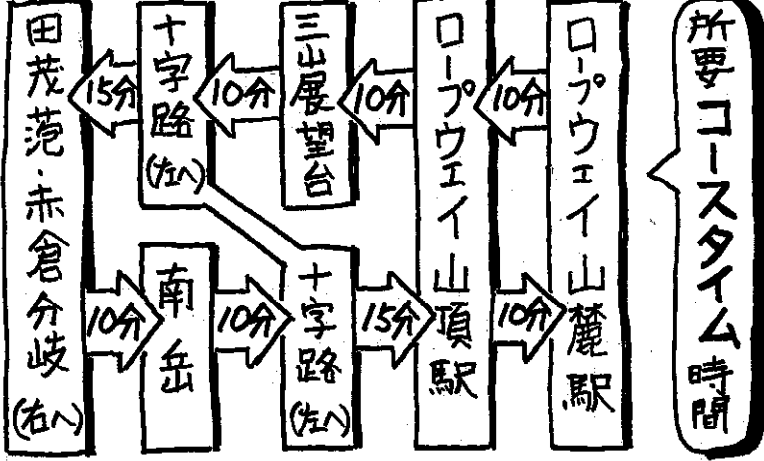 所要コースタイム時間
ロープウェイ山麓駅
10分
ロープウェイ山頂駅
10分
三山展望台
10分
十字路(左へ)
15分
田茂萢・赤倉分岐(右へ)
10分
南岳
10分
十字路(左へ)
15分
10分